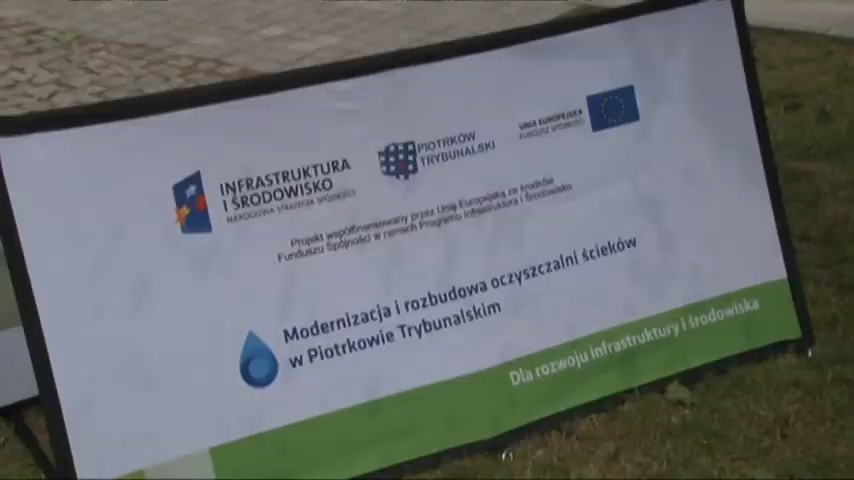 INFRASTRUKTURA
I ŚRODOWISKO
NARODOWA STRATEGIA SPÓJNOŚCI
PIOTRKÓW
TRYBUNALSKI
UNIA EUROPEJSKA
FUNDUSZ SPÓJNOŚCI
Projekt współfinansowany przez Unię Europejską ze środków
Funduszu Spójności w ramach Programu Infrastruktura i Środowisko
Modernizacja i rozbudowa oczyszczalni ścieków
w Piotrkowie Trybunalskim
Dla rozwoju infrastruktury i środowiska